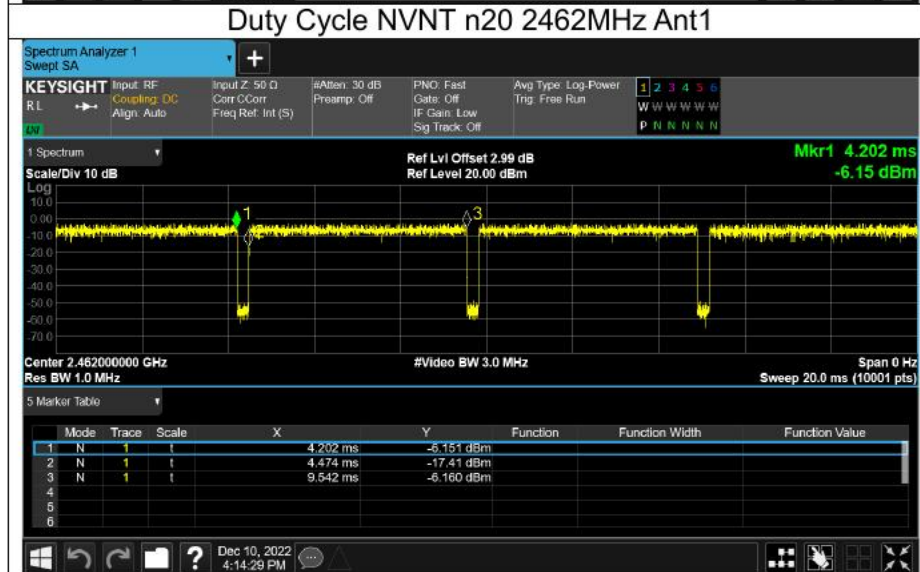 Duty Cycle NVNT n20 2462MHz Ant1
Spectrum Analyzer 1
Swept SA
+
KEYSIGHT Input: RF Input Z: 50 Ω #Atten: 30 dB PNO: Fast Avg Type: Log-Power 1 2 3 4 5 6
R L Coupling: DC Corr CCorr Preamp: Off Gate: Off Trig: Free Run W W W W W W
Align: Auto Freq Ref: Int (S) IF Gain: Low P N N N N N
Sig Track: Off
1 Spectrum
Ref Lvl Offset 2.99 dB Mkr1 4.202 ms
Scale/Div 10 dB Ref Level 20.00 dBm -6.15 dBm
Log
10.0
0.00
-10.0
-20.0
-30.0
-40.0
-50.0
-60.0
-70.0
1
2
3
Center 2.462000000 GHz #Video BW 3.0 MHz Span 0 Hz
Res BW 1.0 MHz Sweep 20.0 ms (10001 pts)
5 Marker Table
Mode Trace Scale X Y Function Function Width Function Value
1 N 1 t 4.202 ms -6.151 dBm
2 N 1 t 4.474 ms -17.41 dBm
3 N 1 t 9.542 ms -6.160 dBm
4
5
6
? Dec 10, 2022
4:14:29 PM